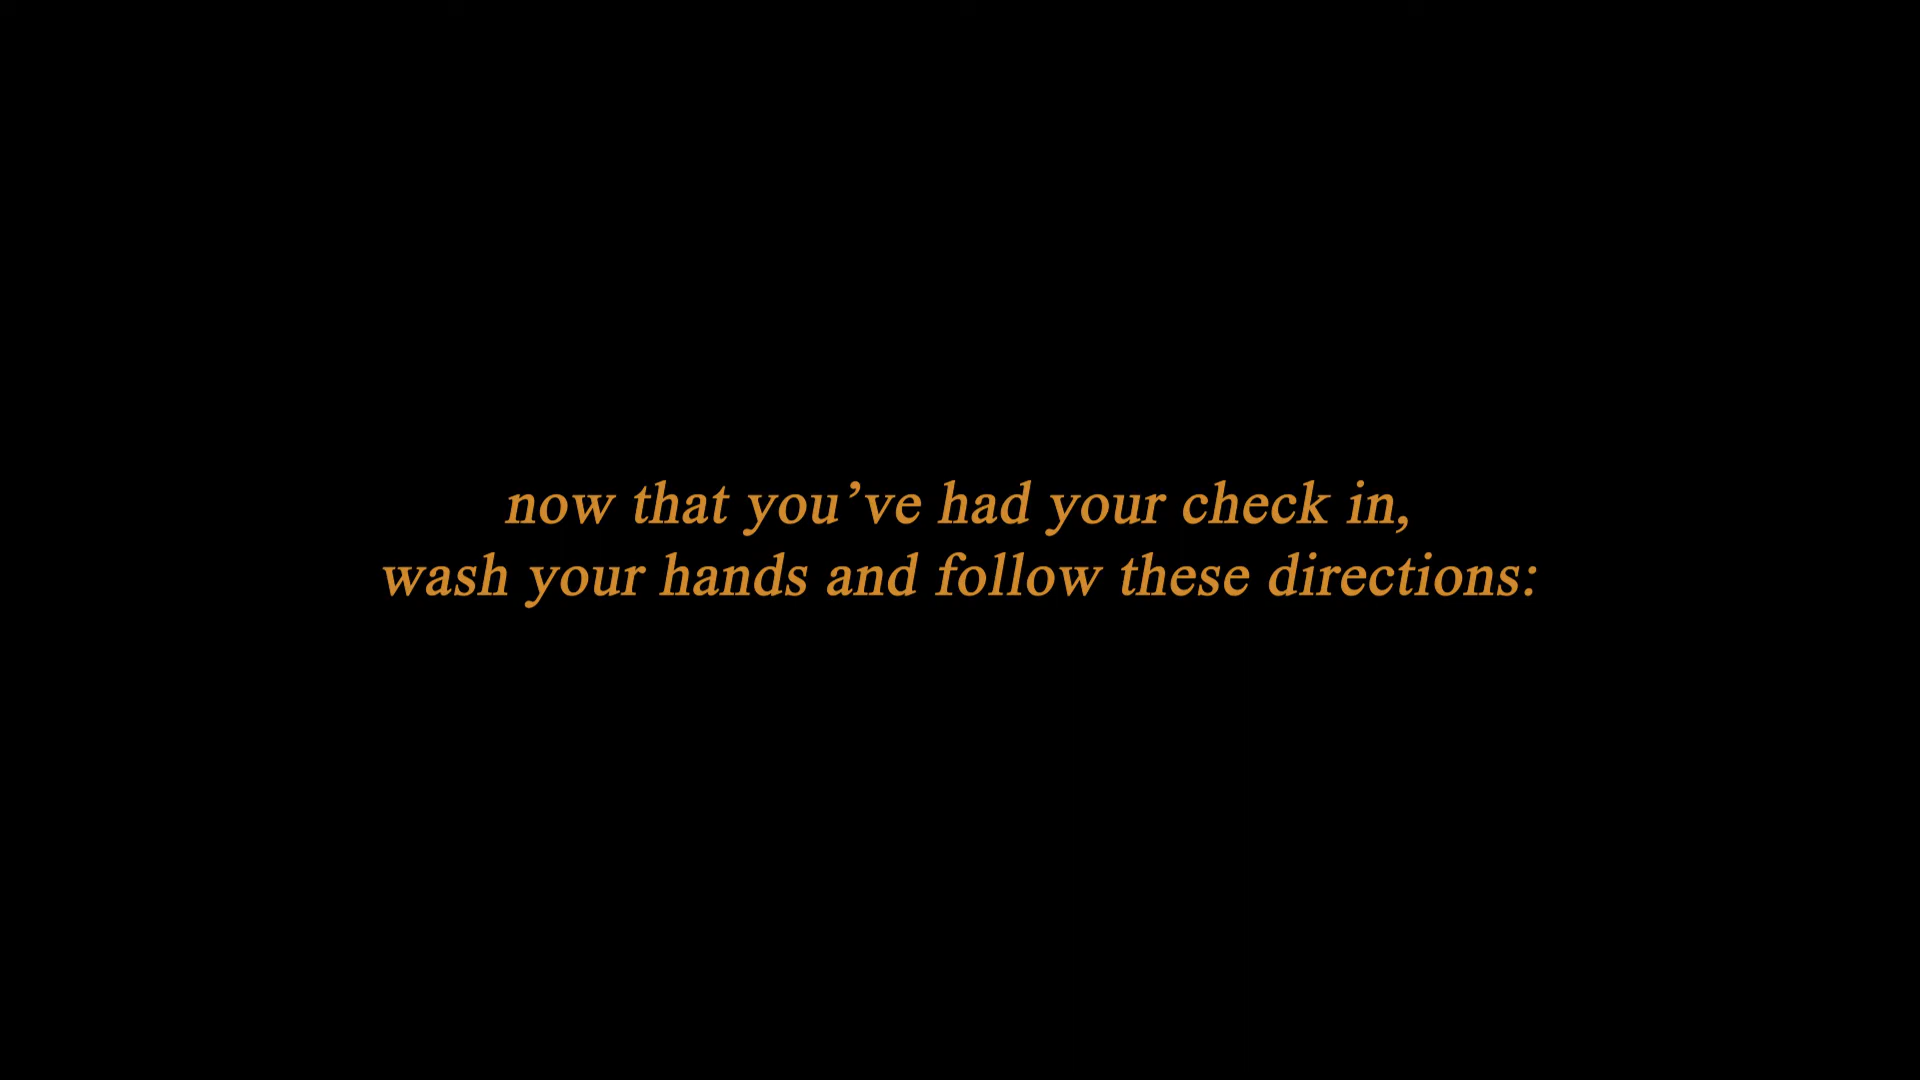 now that you’ve had your check in,
wash your hands and follow these directions: